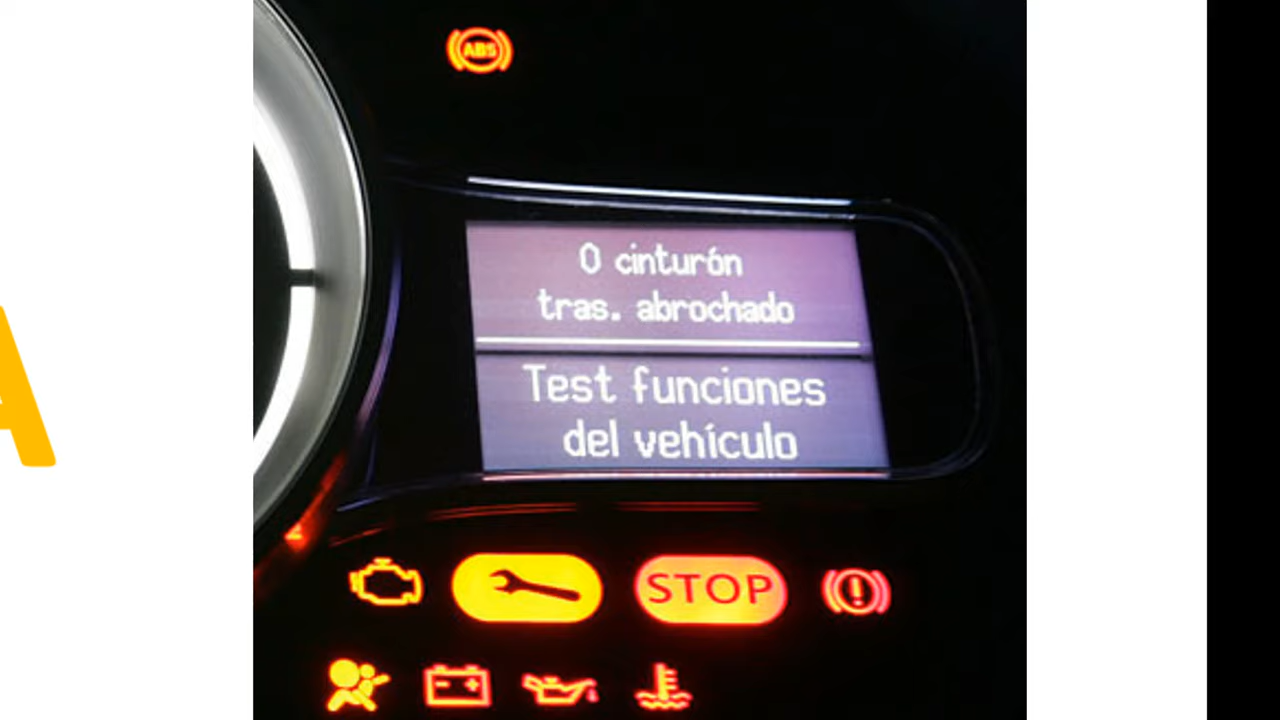 A
ABS
0 cinturón
tras. abrochado
Test funciones
del vehículo
STOP